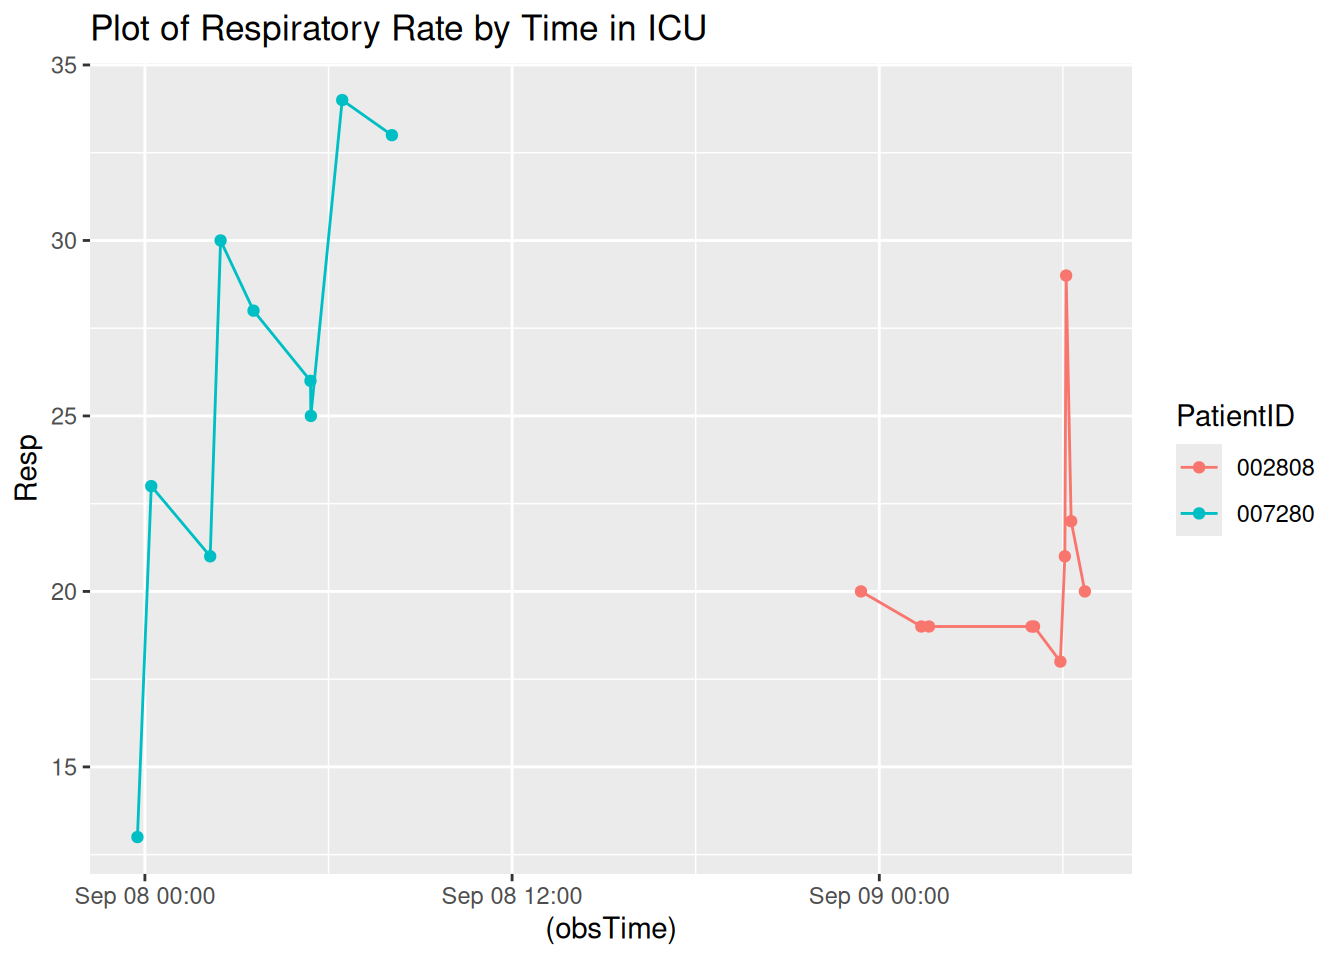 Plot of Respiratory Rate by Time in ICU
35
30
25
20
15
Resp
Sep 08 00:00
Sep 08 12:00
Sep 09 00:00
(obsTime)
PatientID
002808
007280